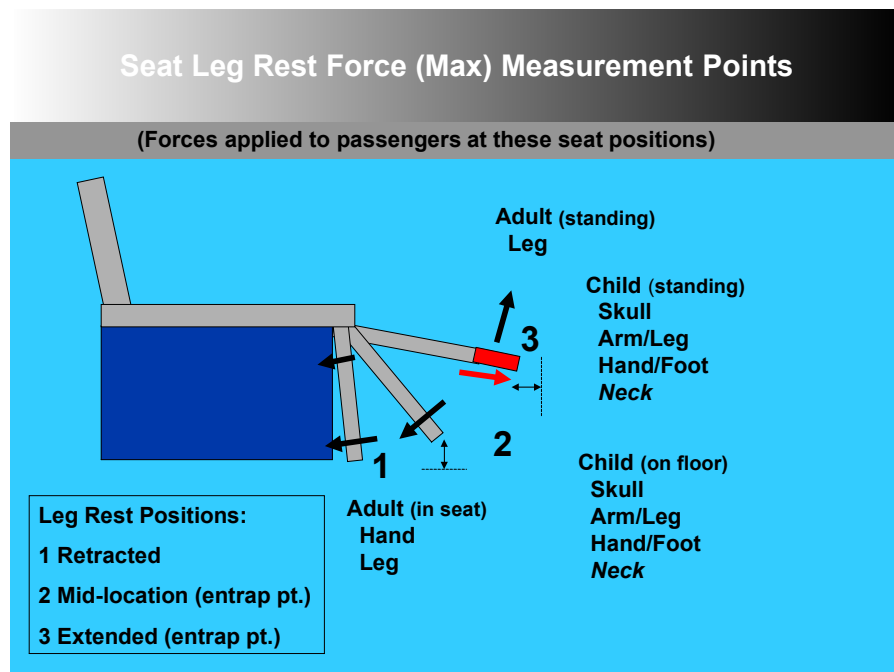 Seat Leg Rest Force (Max) Measurement Points
(Forces applied to passengers at these seat positions)
Adult (standing)
Leg
Child (standing)
Skull
Arm/Leg
Hand/Foot
Neck
3
2
1
Child (on floor)
Skull
Arm/Leg
Hand/Foot
Neck
Adult (in seat)
Hand
Leg
Leg Rest Positions:
1 Retracted
2 Mid-location (entrap pt.)
3 Extended (entrap pt.)